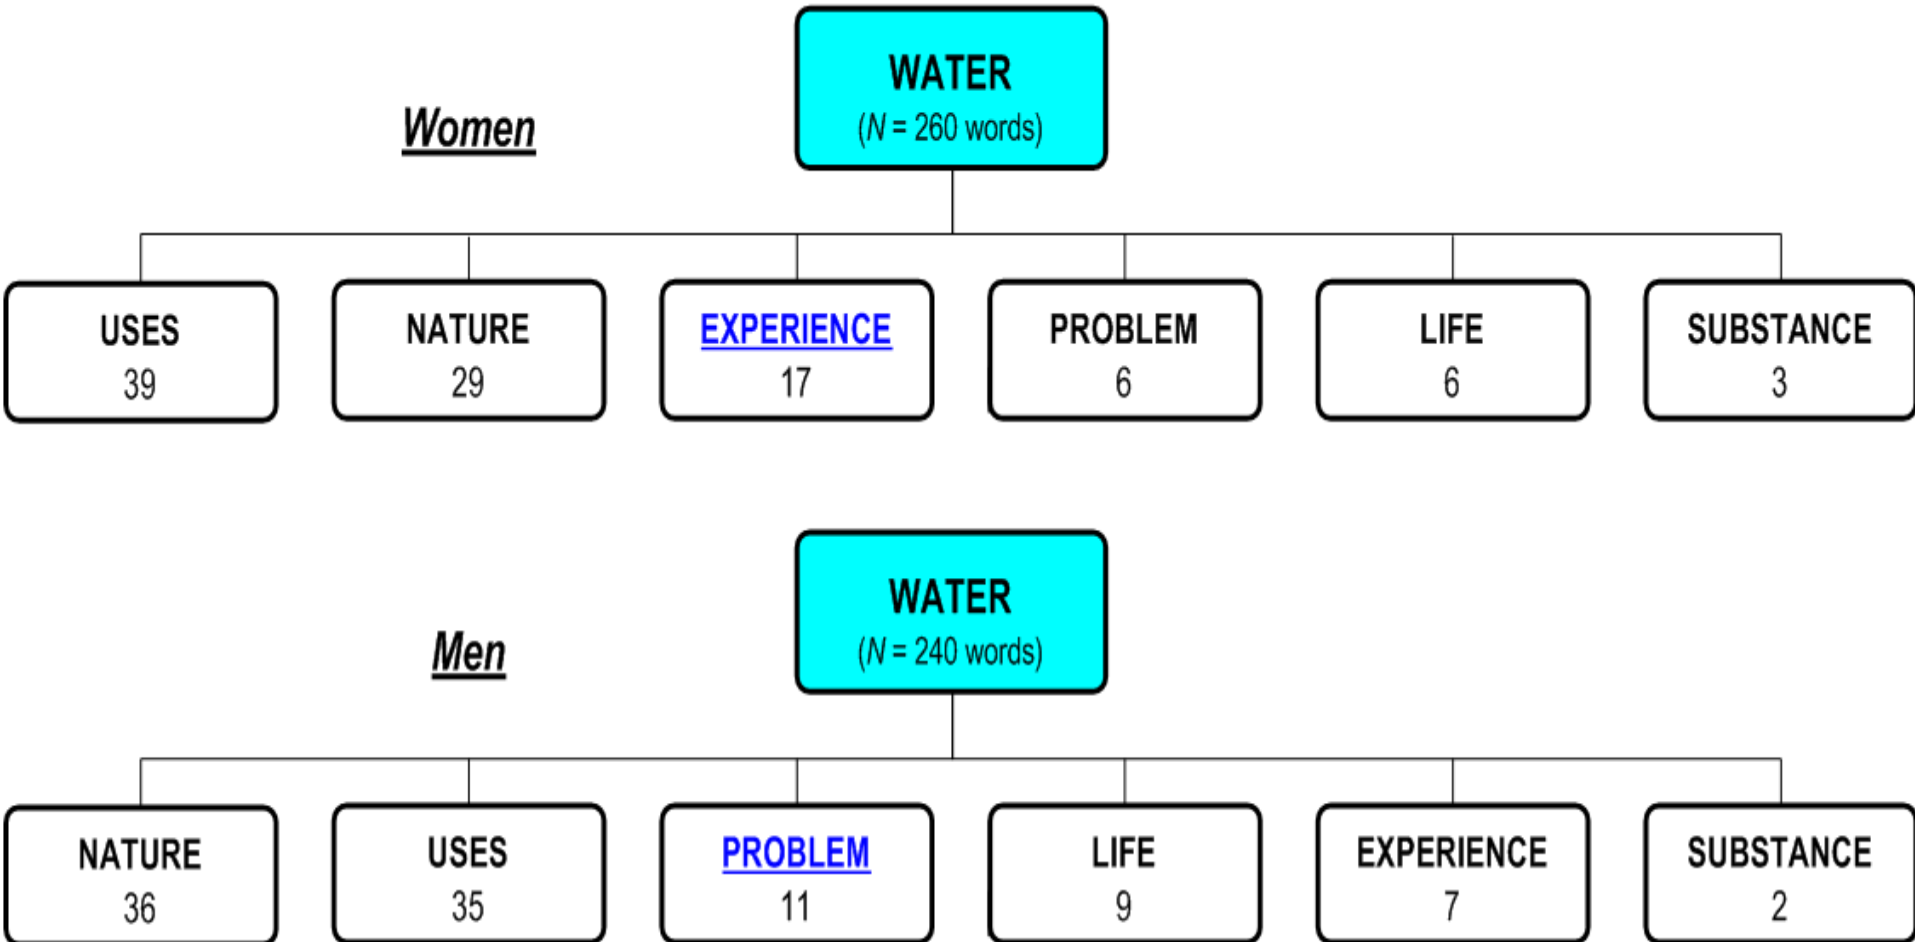 WATER
(N = 260 words)
Women
USES
39
NATURE
29
EXPERIENCE
17
PROBLEM
6
LIFE
6
SUBSTANCE
3
WATER
(N = 240 words)
Men
NATURE
36
USES
35
PROBLEM
11
LIFE
9
EXPERIENCE
7
SUBSTANCE
2